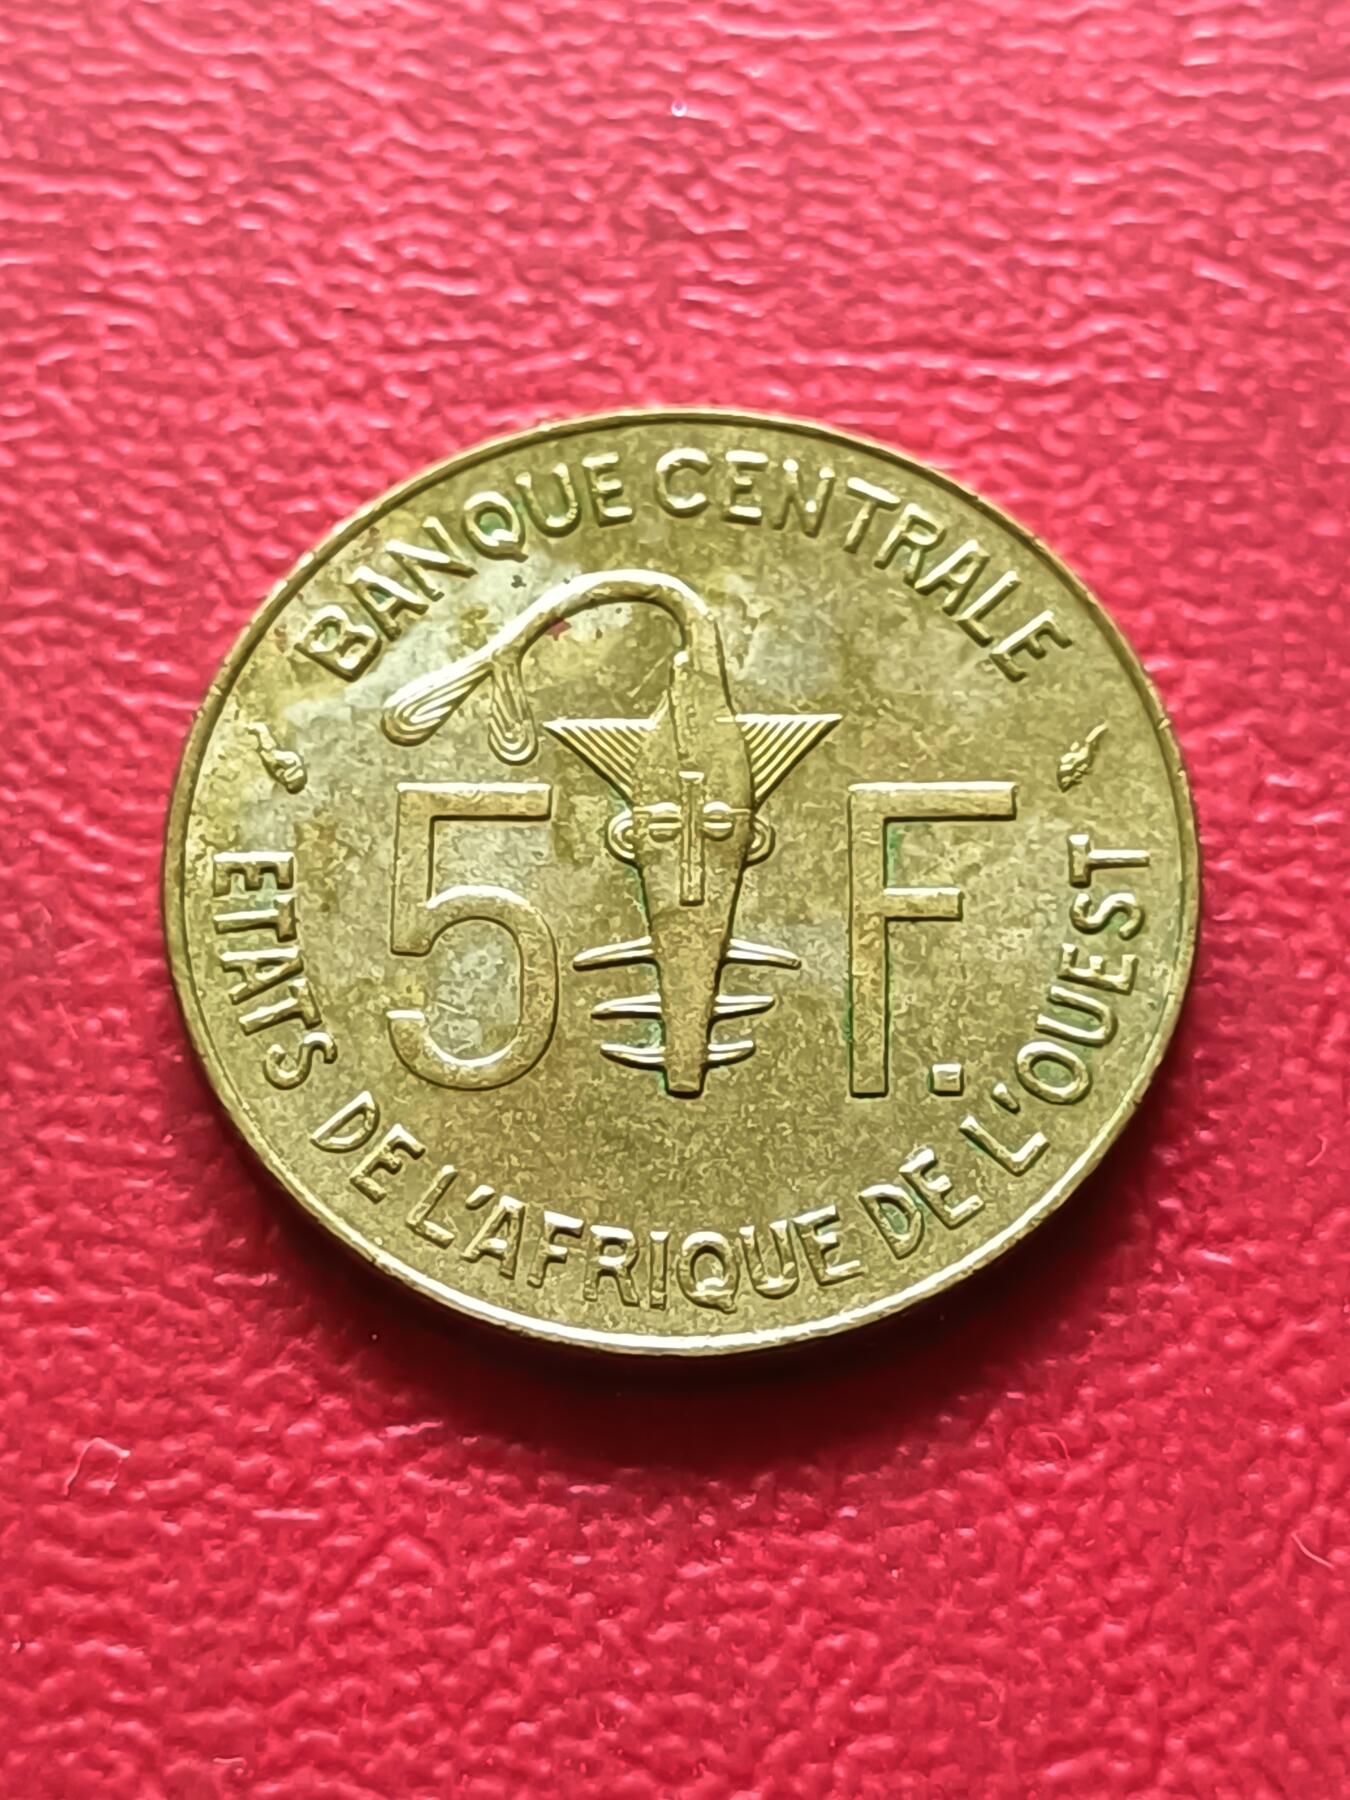 BANQUE CENTRALE
5 F.
ETATS DE L'AFRIQUE DE L'OUEST